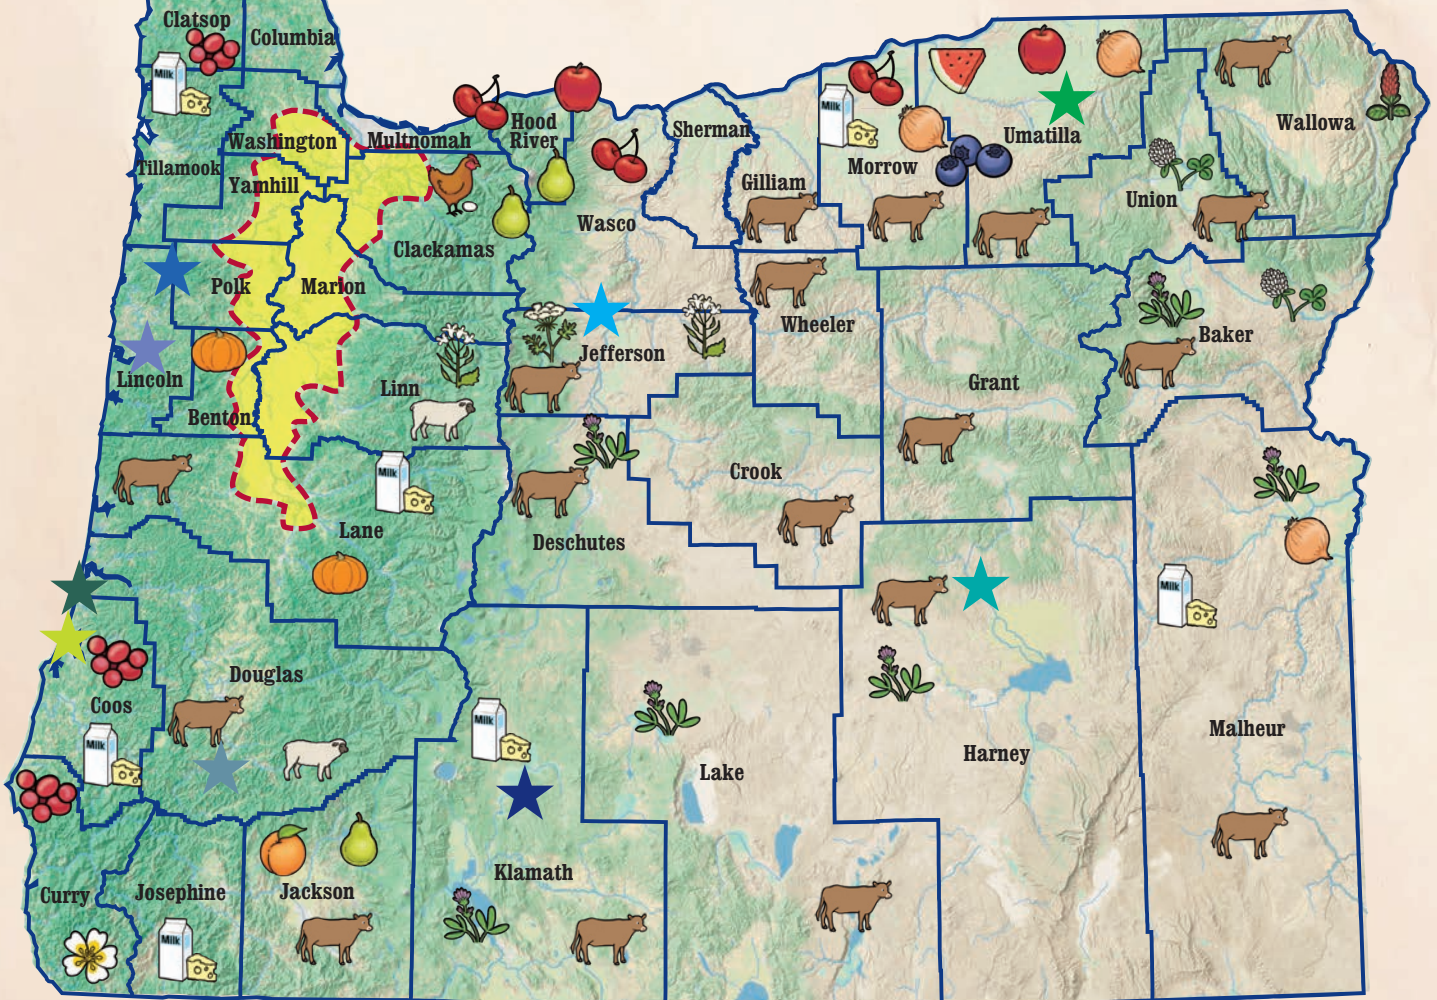 Clatsop
Columbia
Milk
Tillamook
Washington
Multnomah
Hood
River
Yamhill
Clackamas
Wasco
Sherman
Gilliam
Milk
Morrow
Umatilla
Union
Wallowa
Polk
Marion
Lincoln
Benton
Linn
Jefferson
Wheeler
Grant
Baker
Milk
Lane
Deschutes
Crook
Coos
Milk
Douglas
Milk
Klamath
Lake
Harney
Milk
Malheur
Curry
Josephine
Milk
Jackson